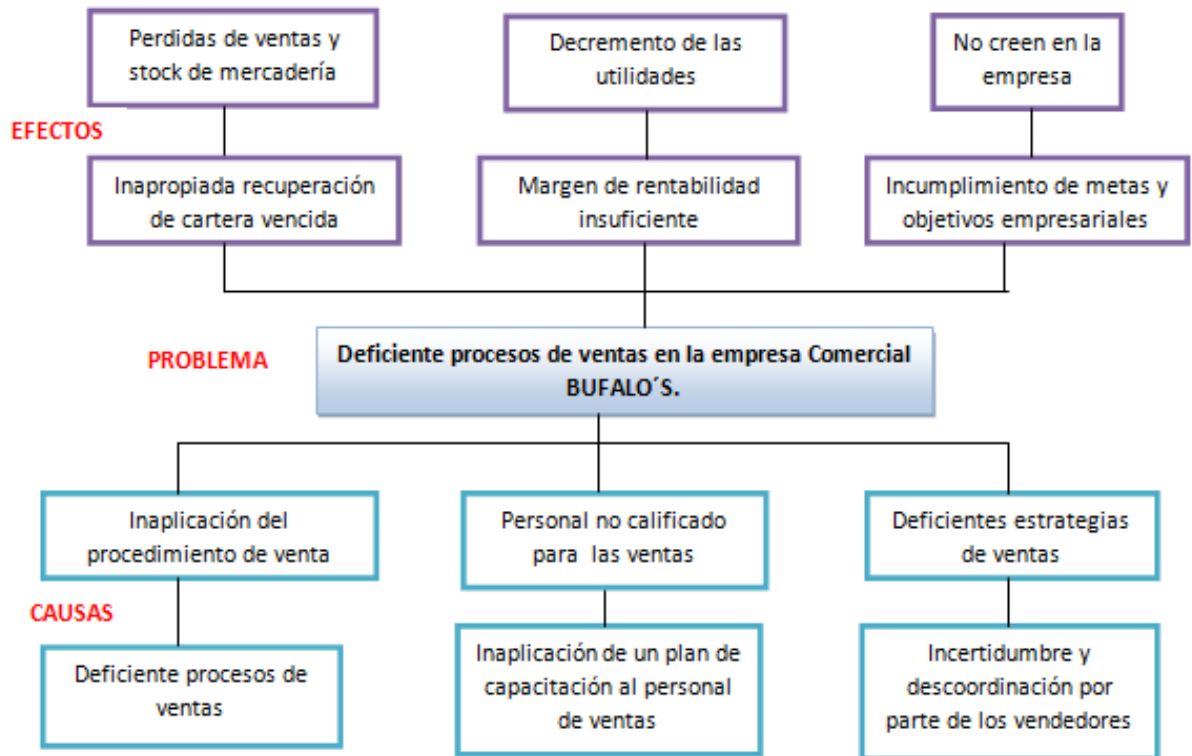 Perdidas de ventas y
stock de mercadería
Decremento de las
utilidades
No creen en la
empresa
EFECTOS
Inapropiada recuperación
de cartera vencida
Margen de rentabilidad
insuficiente
Incumplimiento de metas y
objetivos empresariales
PROBLEMA
Deficiente procesos de ventas en la empresa Comercial
BUFALO´S.
Inaplicación del
procedimiento de venta
Personal no calificado
para las ventas
Deficientes estrategias
de ventas
CAUSAS
Deficiente procesos de
ventas
Inaplicación de un plan de
capacitación al personal
de ventas
Incertidumbre y
descoordinación por
parte de los vendedores